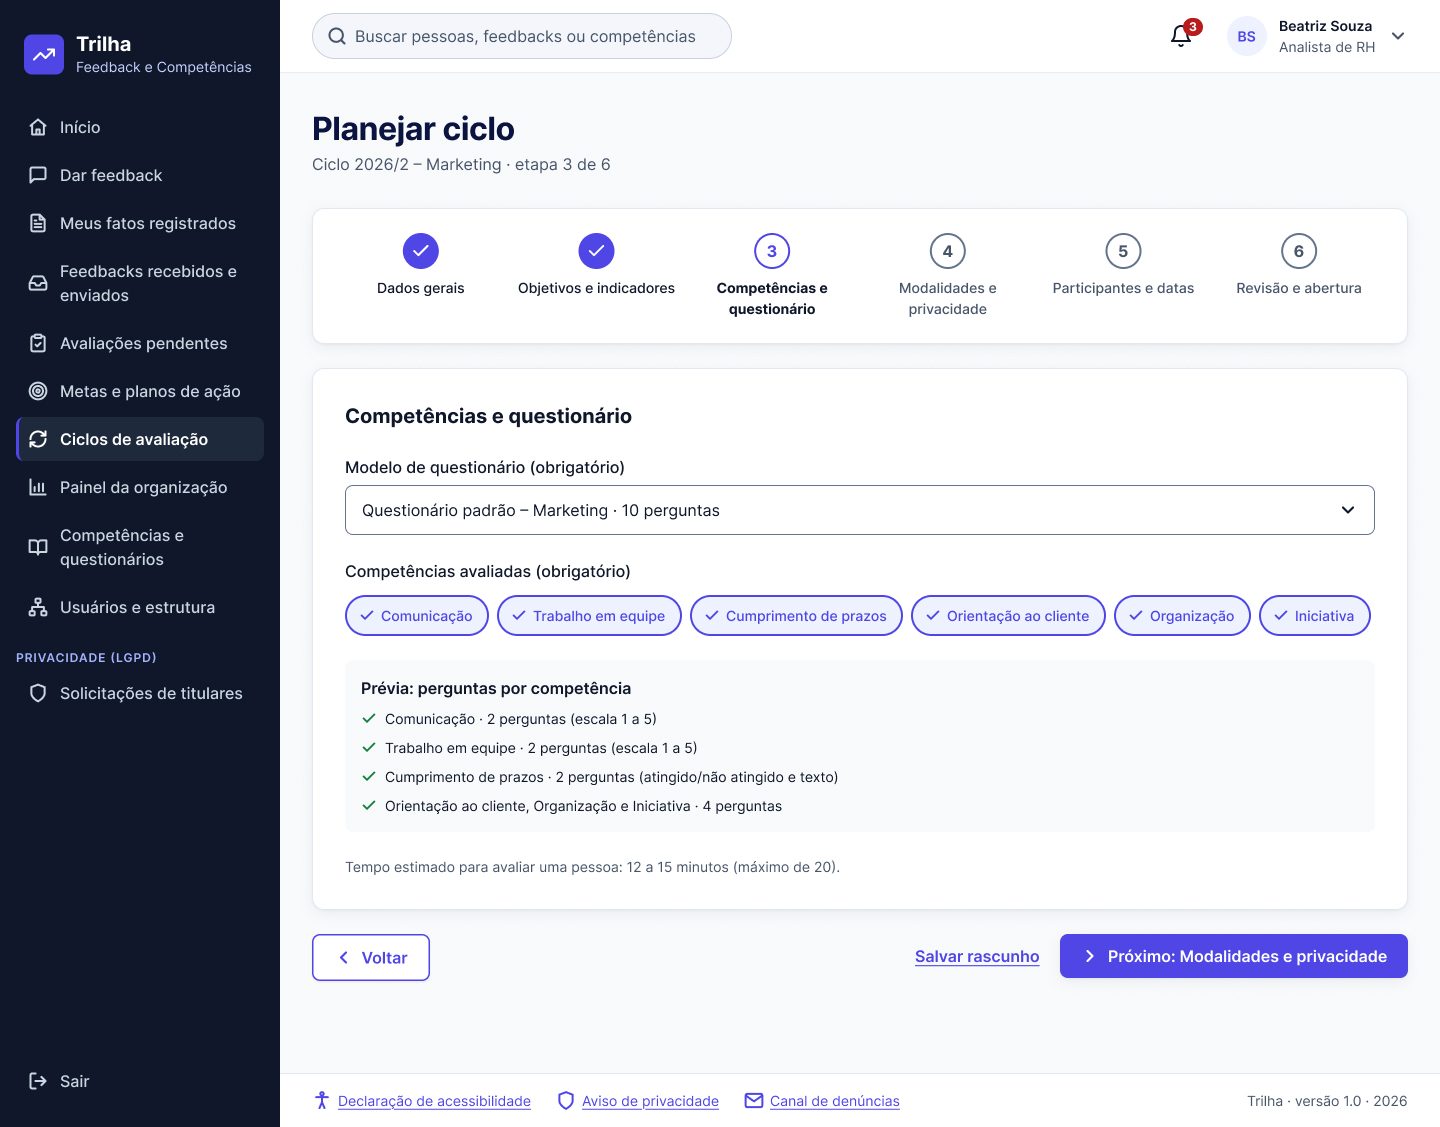 Trilha
Feedback e Competências
Início
Dar feedback
Meus fatos registrados
Feedbacks recebidos e
enviados
Avaliações pendentes
Metas e planos de ação
Ciclos de avaliação
Painel da organização
Competências e
questionários
Usuários e estrutura
PRIVACIDADE (LGPD)
Solicitações de titulares
Sair
Buscar pessoas, feedbacks ou competências
3
BS
Beatriz Souza
Analista de RH
Planejar ciclo
Ciclo 2026/2 – Marketing · etapa 3 de 6
Dados gerais
Objetivos e indicadores
3
Competências e
questionário
4
Modalidades e
privacidade
5
Participantes e datas
6
Revisão e abertura
Competências e questionário
Modelo de questionário (obrigatório)
Questionário padrão – Marketing · 10 perguntas
Competências avaliadas (obrigatório)
Comunicação
Trabalho em equipe
Cumprimento de prazos
Orientação ao cliente
Organização
Iniciativa
Prévia: perguntas por competência
Comunicação · 2 perguntas (escala 1 a 5)
Trabalho em equipe · 2 perguntas (escala 1 a 5)
Cumprimento de prazos · 2 perguntas (atingido/não atingido e texto)
Orientação ao cliente, Organização e Iniciativa · 4 perguntas
Tempo estimado para avaliar uma pessoa: 12 a 15 minutos (máximo de 20).
Voltar
Salvar rascunho
Próximo: Modalidades e privacidade
Declaração de acessibilidade
Aviso de privacidade
Canal de denúncias
Trilha · versão 1.0 · 2026